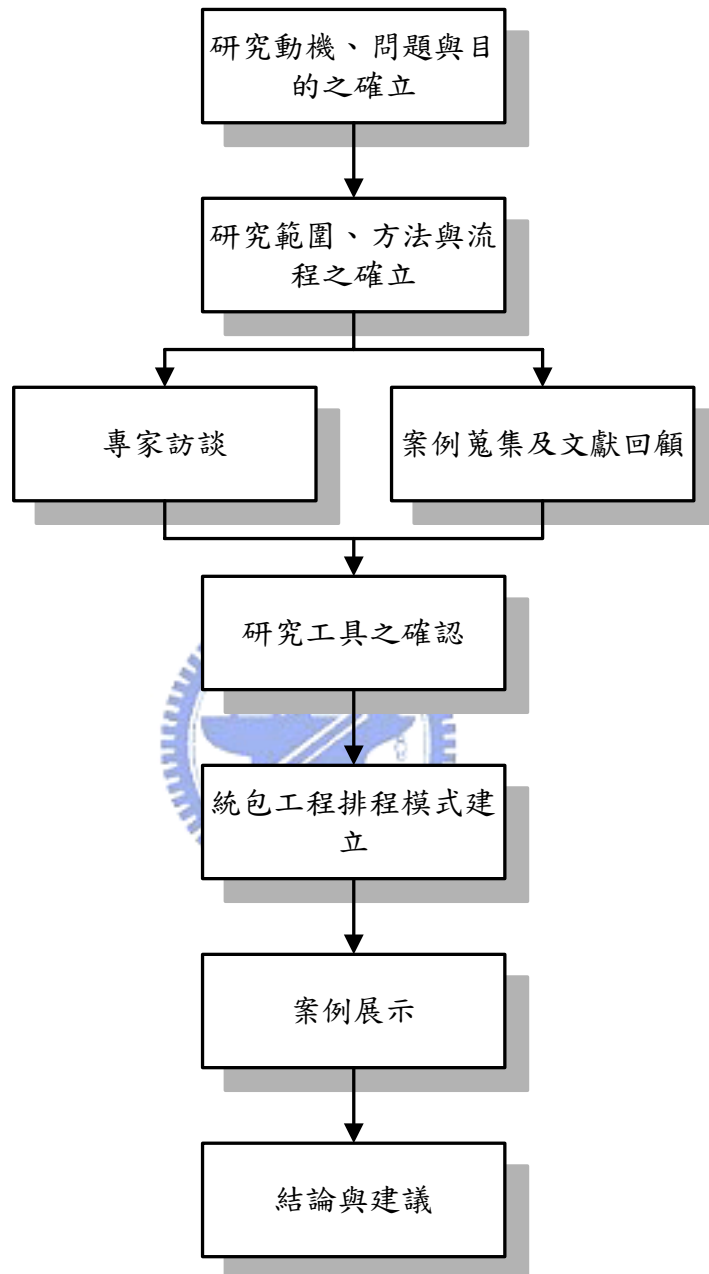 研究動機、問題與目
的之確立
研究範圍、方法與流
程之確立
專家訪談
案例蒐集及文獻回顧
研究工具之確認
統包工程排程模式建
立
案例展示
結論與建議